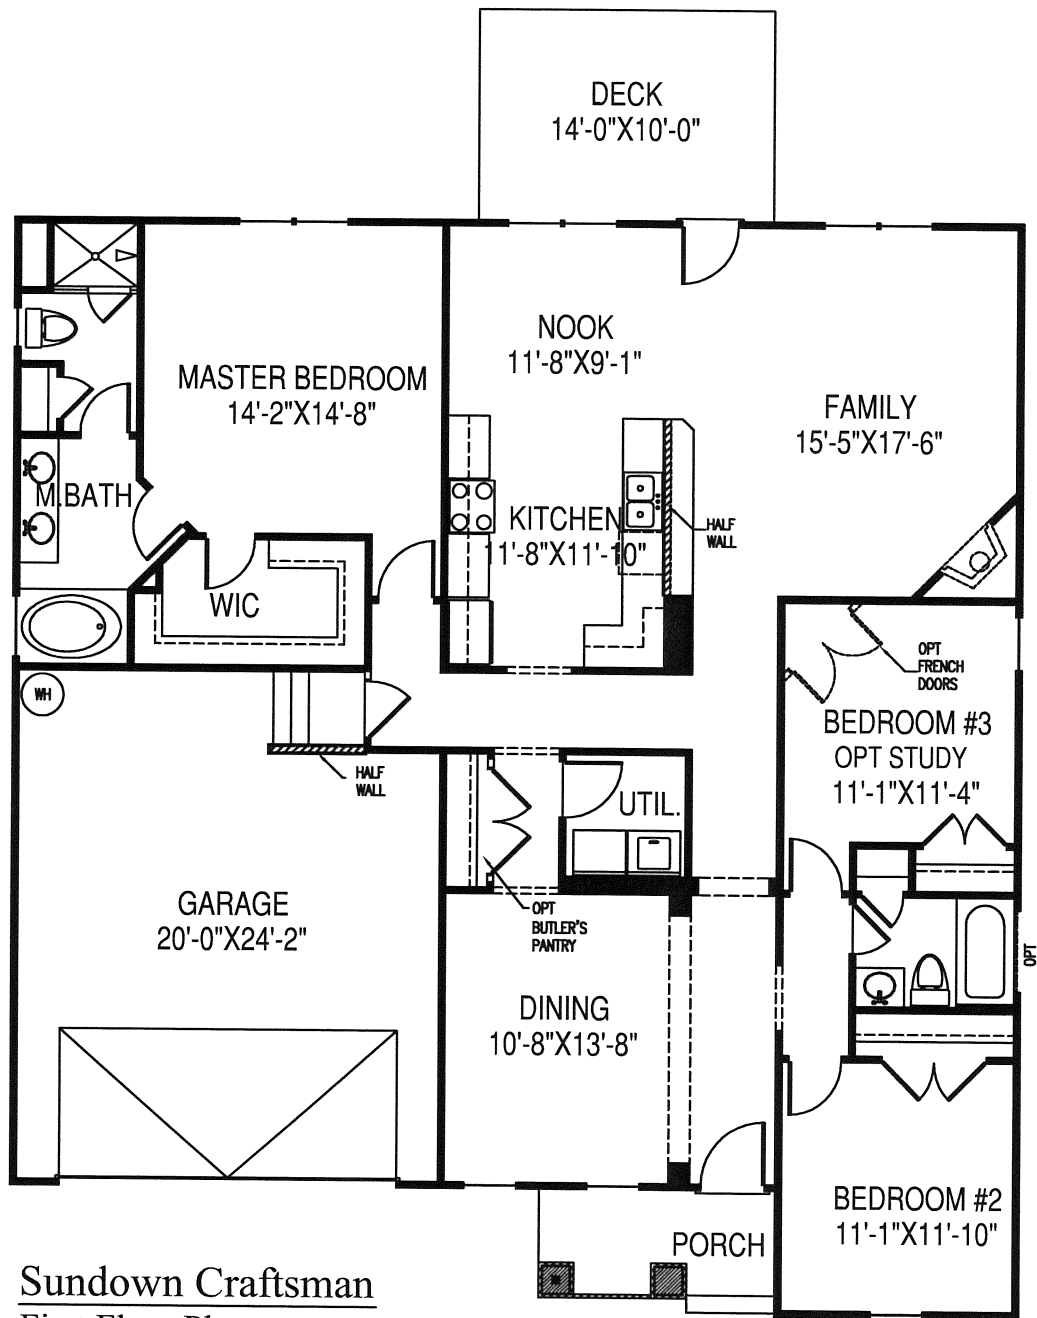 DECK
14'-0"X10'-0"
NOOK
11'-8"X9'-1"
MASTER BEDROOM
14'-2"X14'-8"
FAMILY
15'-5"X17'-6"
M.BATH
KITCHEN
11'-8"X11'-10"
HALF
WALL
WIC
OPT
FRENCH
DOORS
WH
BEDROOM #3
OPT STUDY
11'-1"X11'-4"
HALF
WALL
UTIL.
GARAGE
20'-0"X24'-2"
OPT
BUTLER'S
PANTRY
OPT
DINING
10'-8"X13'-8"
BEDROOM #2
11'-1"X11'-10"
PORCH
Sundown Craftsman